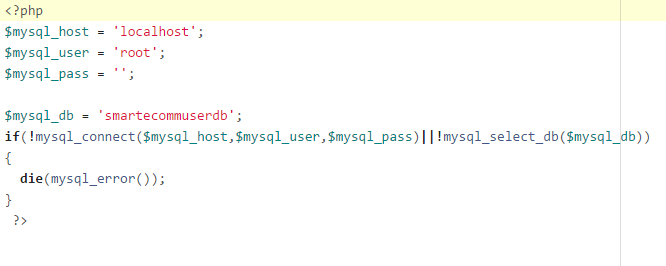 <?php
$mysql_host = 'localhost';
$mysql_user = 'root';
$mysql_pass = '';
$mysql_db = 'smartecommuserdb';
if(!mysql_connect($mysql_host,$mysql_user,$mysql_pass)||!mysql_select_db($mysql_db))
{
die(mysql_error());
}
?>